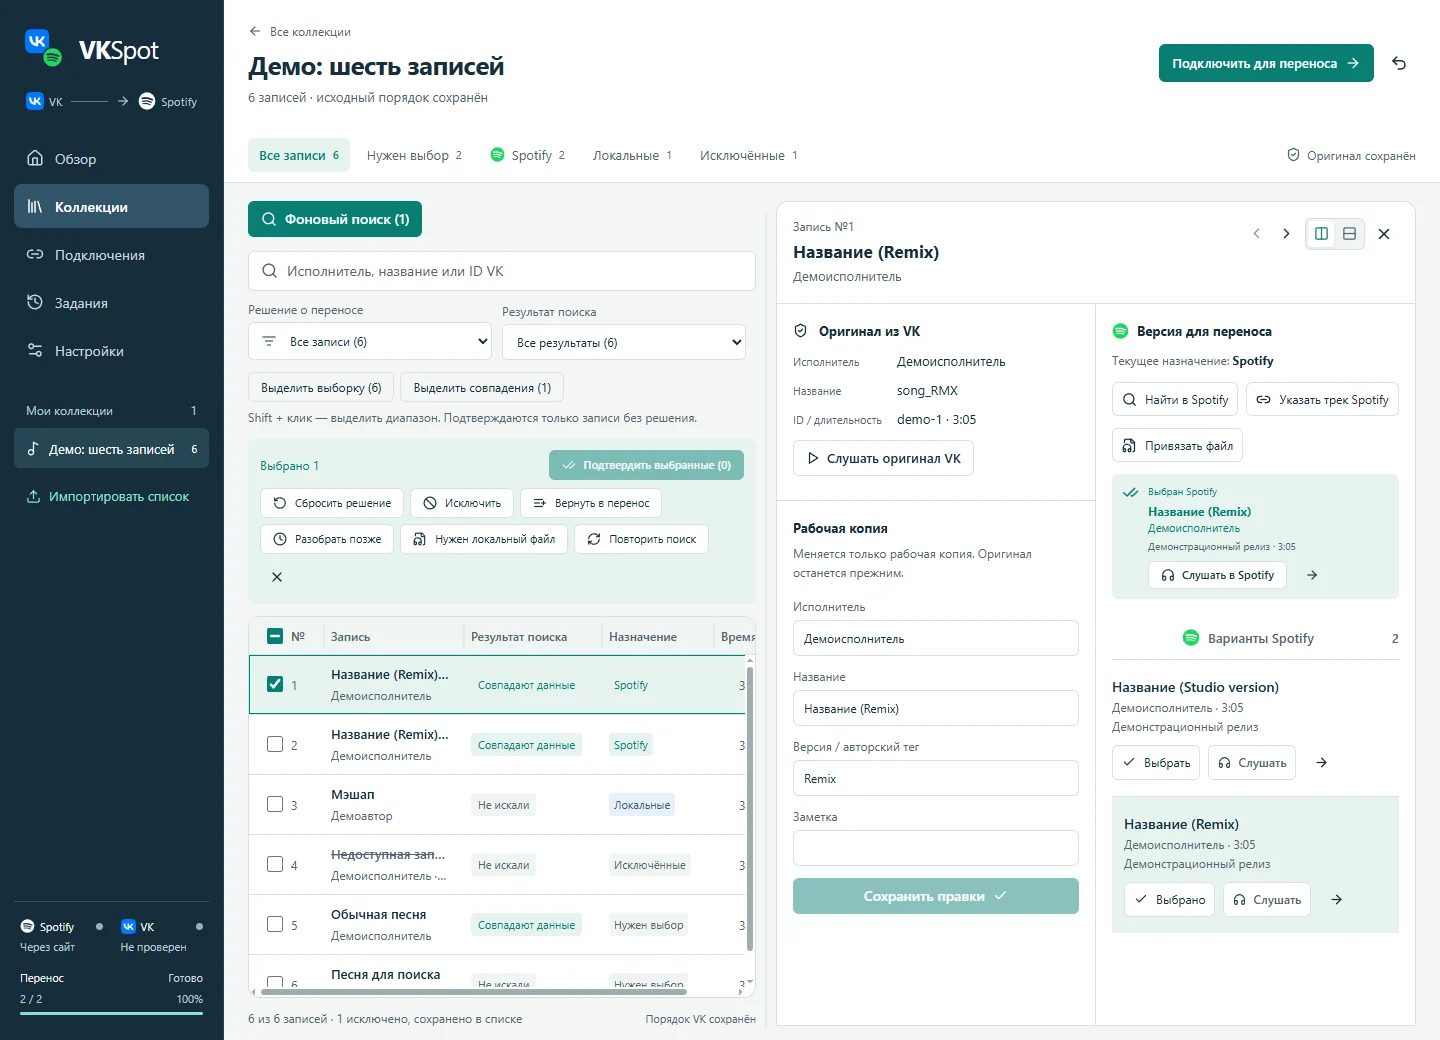 VKSpot
VK
Spotify
Обзор
Коллекции
Подключения
Задания
Настройки
Мои коллекции 1
Демо: шесть записей 6
Импортировать список
Spotify
VK
Через сайт
Не проверен
Перенос Готово
2 / 2 100%
Все коллекции
Демо: шесть записей
6 записей · исходный порядок сохранён
Подключить для переноса
Все записи 6
Нужен выбор 2
Spotify 2
Локальные 1
Исключённые 1
Оригинал сохранён
Фоновый поиск (1)
Исполнитель, название или ID VK
Решение о переносе
Результат поиска
Все записи (6)
Все результаты (6)
Выделить выборку (6)
Выделить совпадения (1)
Shift + клик — выделить диапазон. Подтверждаются только записи без решения.
Выбрано 1
Подтвердить выбранные (0)
Сбросить решение
Исключить
Вернуть в перенос
Разобрать позже
Нужен локальный файл
Повторить поиск
№ Запись Результат поиска Назначение Время
1 Название (Remix)... Совпадают данные Spotify 3
Демоисполнитель
2 Название (Remix)... Совпадают данные Spotify 3
Демоисполнитель
3 Мэшап Не искали Локальные 3
Демоавтор
4 Недоступная зап... Не искали Исключённые 3
Демоисполнитель ·...
5 Обычная песня Совпадают данные Нужен выбор 3
Демоисполнитель
6 Песня для поиска Не искали Нужен выбор 3
6 из 6 записей · 1 исключено, сохранено в списке
Порядок VK сохранён
Запись №1
Название (Remix)
Демоисполнитель
Оригинал из VK
Исполнитель Демоисполнитель
Название song_RMX
ID / длительность demo-1 · 3:05
Слушать оригинал VK
Рабочая копия
Меняется только рабочая копия. Оригинал
останется прежним.
Исполнитель
Демоисполнитель
Название
Название (Remix)
Версия / авторский тег
Remix
Заметка
Сохранить правки
Версия для переноса
Текущее назначение: Spotify
Найти в Spotify
Указать трек Spotify
Привязать файл
Выбран Spotify
Название (Remix)
Демоисполнитель
Демонстрационный релиз · 3:05
Слушать в Spotify
Варианты Spotify 2
Название (Studio version)
Демоисполнитель · 3:05
Демонстрационный релиз
Выбрать
Слушать
Название (Remix)
Демоисполнитель · 3:05
Демонстрационный релиз
Выбрано
Слушать